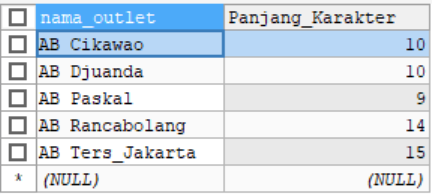 nama_outlet Panjang_Karakter
AB Cikawao 10
AB Djuanda 10
AB Paskal 9
AB Rancabolang 14
AB Ters_Jakarta 15
* (NULL) (NULL)